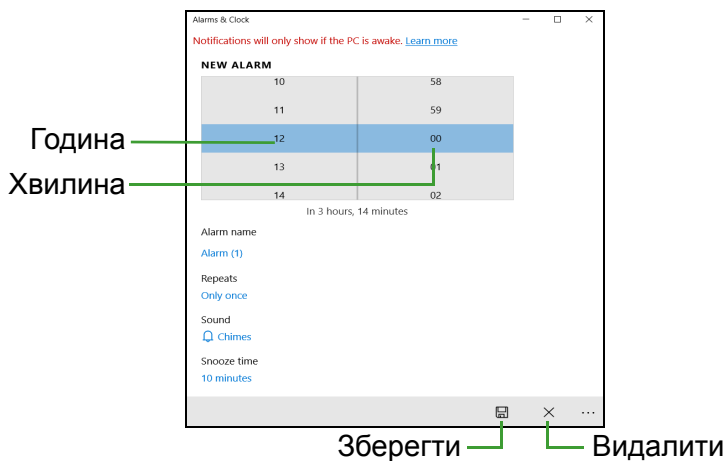 Alarms & Clock
Notifications will only show if the PC is awake. Learn more
NEW ALARM
10 58
11 59
Година 12 00
Хвилина 13 01
14 02
In 3 hours, 14 minutes
Alarm name
Alarm (1)
Repeats
Only once
Sound
Chimes
Snooze time
10 minutes
Зберегти Видалити